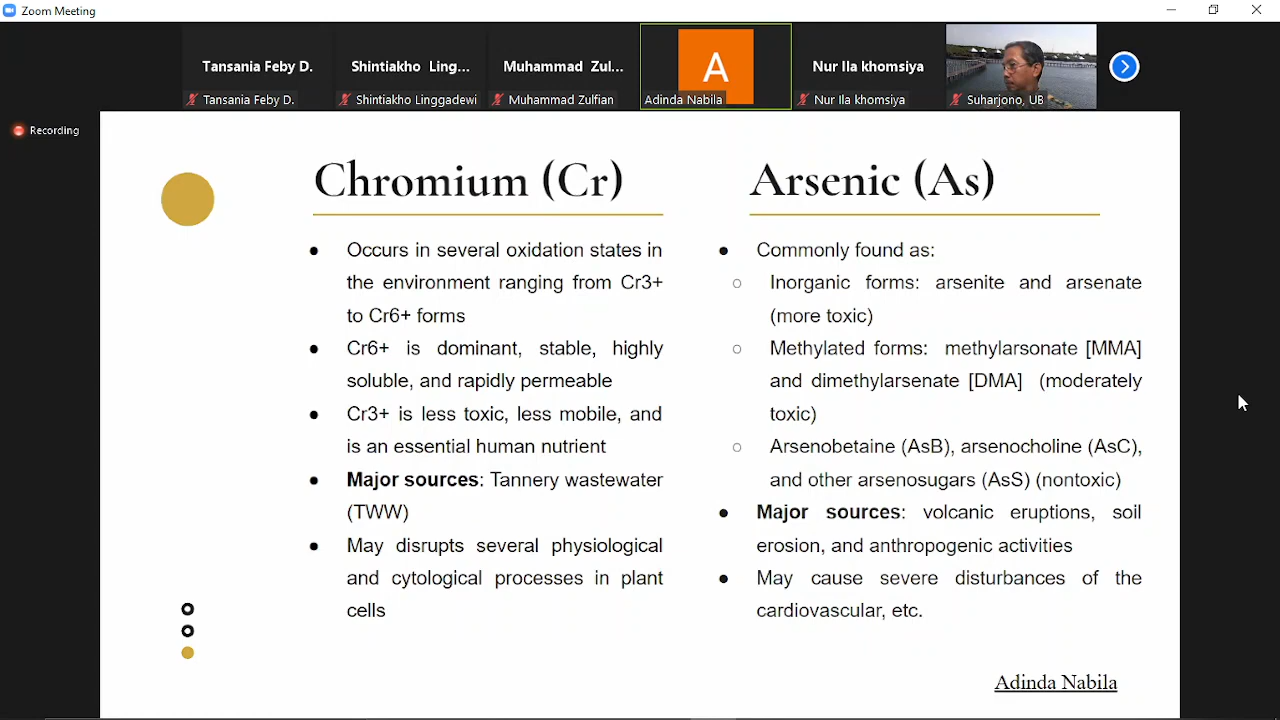 Zoom Meeting
Tansania Feby D.
Shintiakho Ling...
Muhammad Zul...
A
Nur Ila khomsiya
Tansania Feby D.
Shintiakho Linggadewi
Muhammad Zulfian
Adinda Nabila
Nur Ila khomsiya
Suharjono, UB
Recording
Chromium (Cr)
Occurs in several oxidation states in
the environment ranging from Cr3+
to Cr6+ forms
Cr6+ is dominant, stable, highly
soluble, and rapidly permeable
Cr3+ is less toxic, less mobile, and
is an essential human nutrient
Major sources: Tannery wastewater
(TWW)
May disrupts several physiological
and cytological processes in plant
cells
Arsenic (As)
Commonly found as:
Inorganic forms: arsenite and arsenate
(more toxic)
Methylated forms: methylarsonate [MMA]
and dimethylarsenate [DMA] (moderately
toxic)
Arsenobetaine (AsB), arsenocholine (AsC),
and other arsenosugars (AsS) (nontoxic)
Major sources: volcanic eruptions, soil
erosion, and anthropogenic activities
May cause severe disturbances of the
cardiovascular, etc.
Adinda Nabila